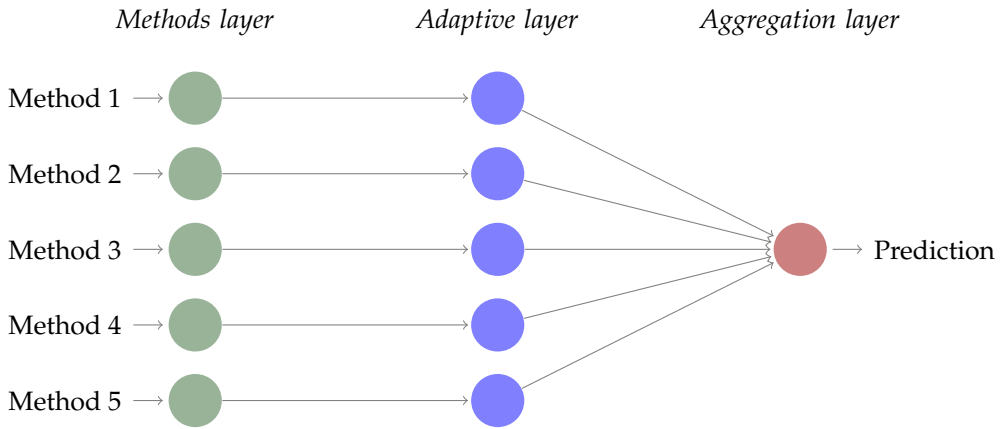 Methods layer
Adaptive layer
Aggregation layer
Method 1
Method 2
Method 3
Prediction
Method 4
Method 5